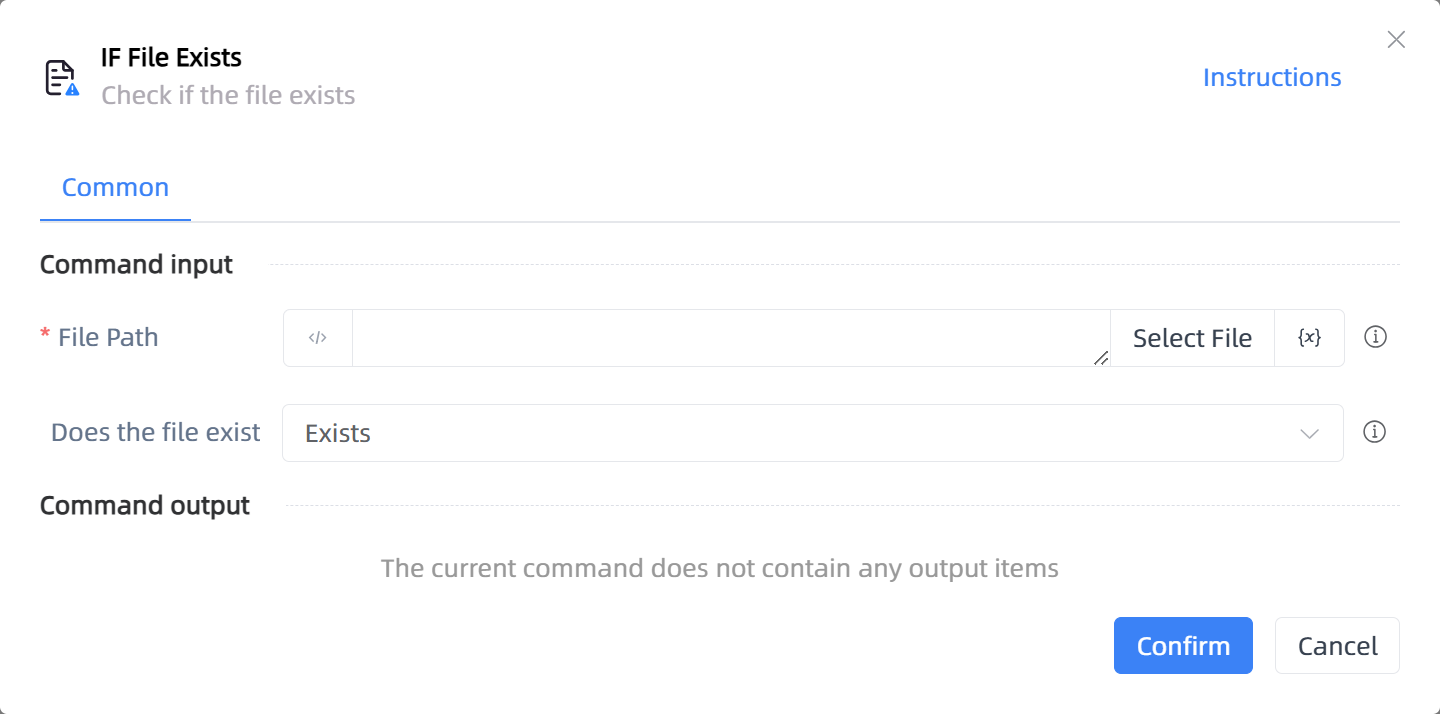 IF File Exists
Check if the file exists
Instructions
Common
Command input
* File Path
</>
Select File
{x}
Does the file exist
Exists
Command output
The current command does not contain any output items
Confirm
Cancel